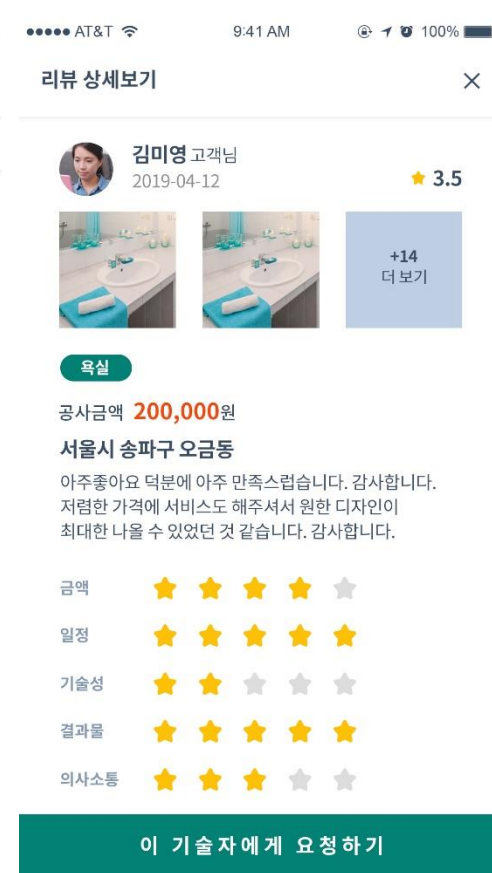 AT&T 9:41 AM 100%
리뷰 상세보기
김미영 고객님
2019-04-12
3.5
+14
더 보기
욕실
공사금액 200,000원
서울시 송파구 오금동
아주좋아요 덕분에 아주 만족스럽습니다. 감사합니다.
저렴한 가격에 서비스도 해주셔서 원한 디자인이
최대한 나올 수 있었던 것 같습니다. 감사합니다.
금액
일정
기술성
결과물
의사소통
이 기술자에게 요청하기